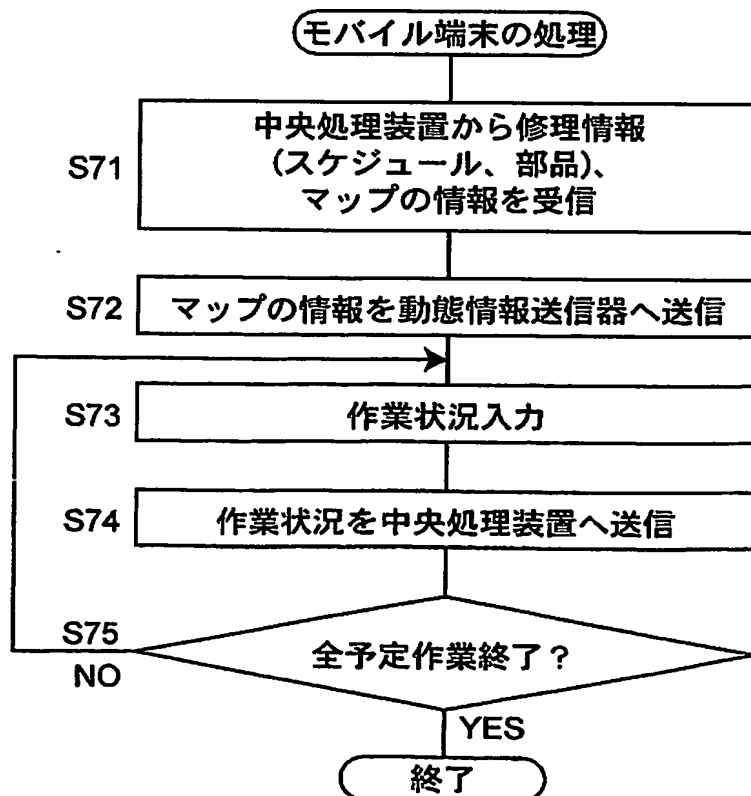 モバイル端末の処理
S71
中央処理装置から修理情報
(スケジュール、部品)、
マップの情報を受信
S72
マップの情報を動態情報送信器へ送信
S73
作業状況入力
S74
作業状況を中央処理装置へ送信
S75
全予定作業終了？
NO
YES
終了